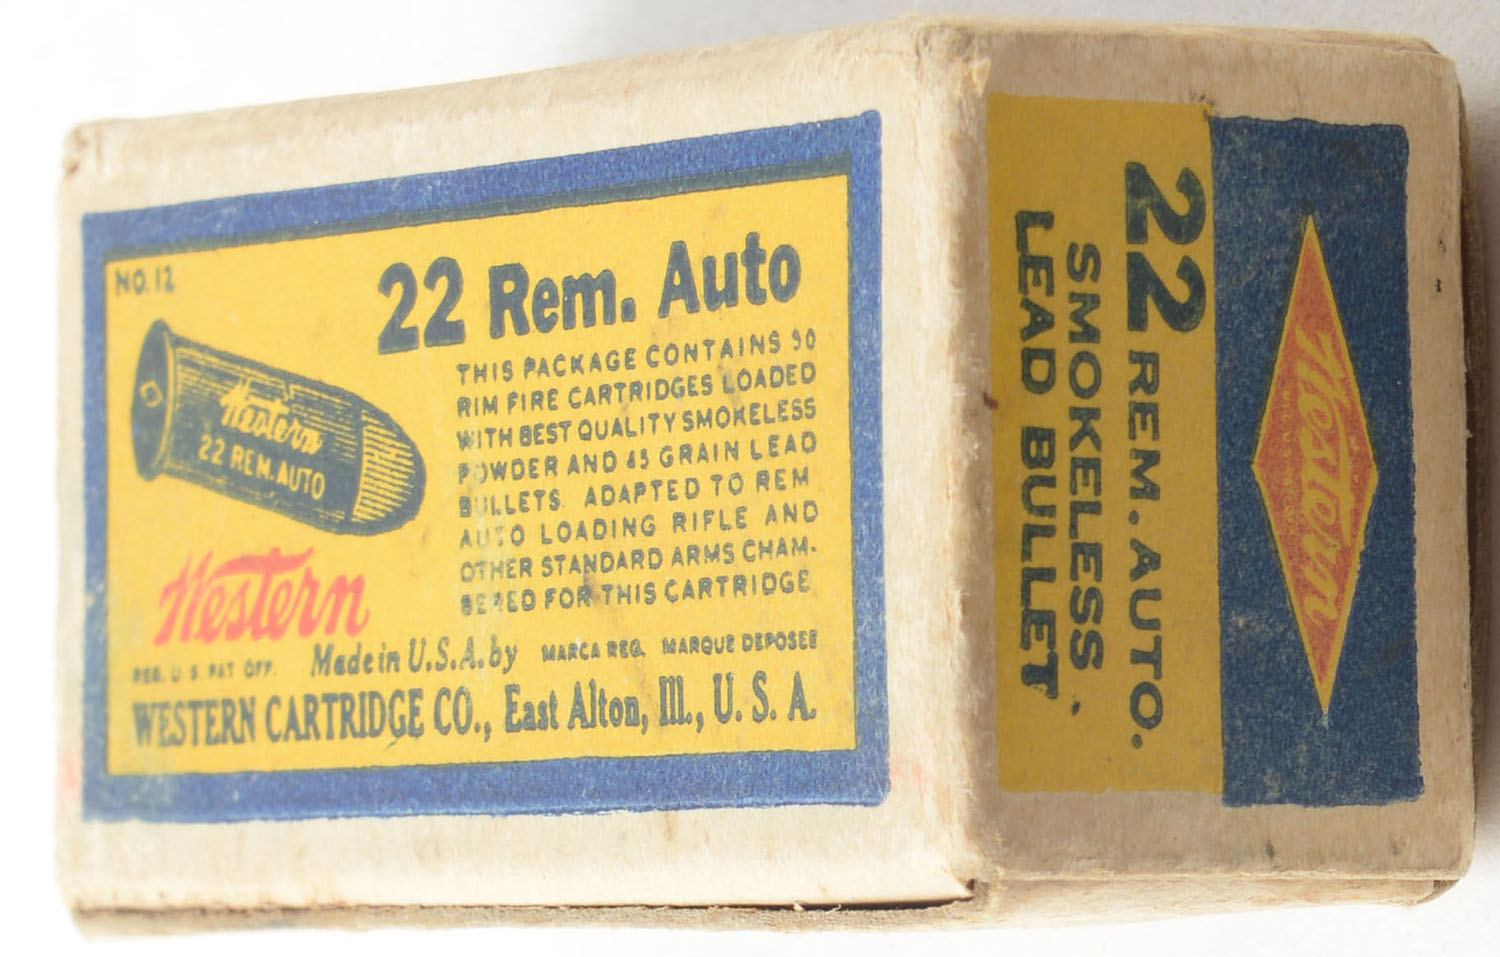 NO. 12
22 Rem. Auto
Western
22 REM. AUTO
THIS PACKAGE CONTAINS 50
RIM FIRE CARTRIDGES LOADED
WITH BEST QUALITY SMOKELESS
POWDER AND 45 GRAIN LEAD
BULLETS. ADAPTED TO REM
AUTO LOADING RIFLE AND
OTHER STANDARD ARMS CHAM-
BERED FOR THIS CARTRIDGE
Western
REG. U.S. PAT. OFF. Made in U.S.A. by MARCA REG. MARQUE DEPOSEE
WESTERN CARTRIDGE CO., East Alton, Ill., U. S. A.
Western
22 REM. AUTO.
SMOKELESS
LEAD BULLET